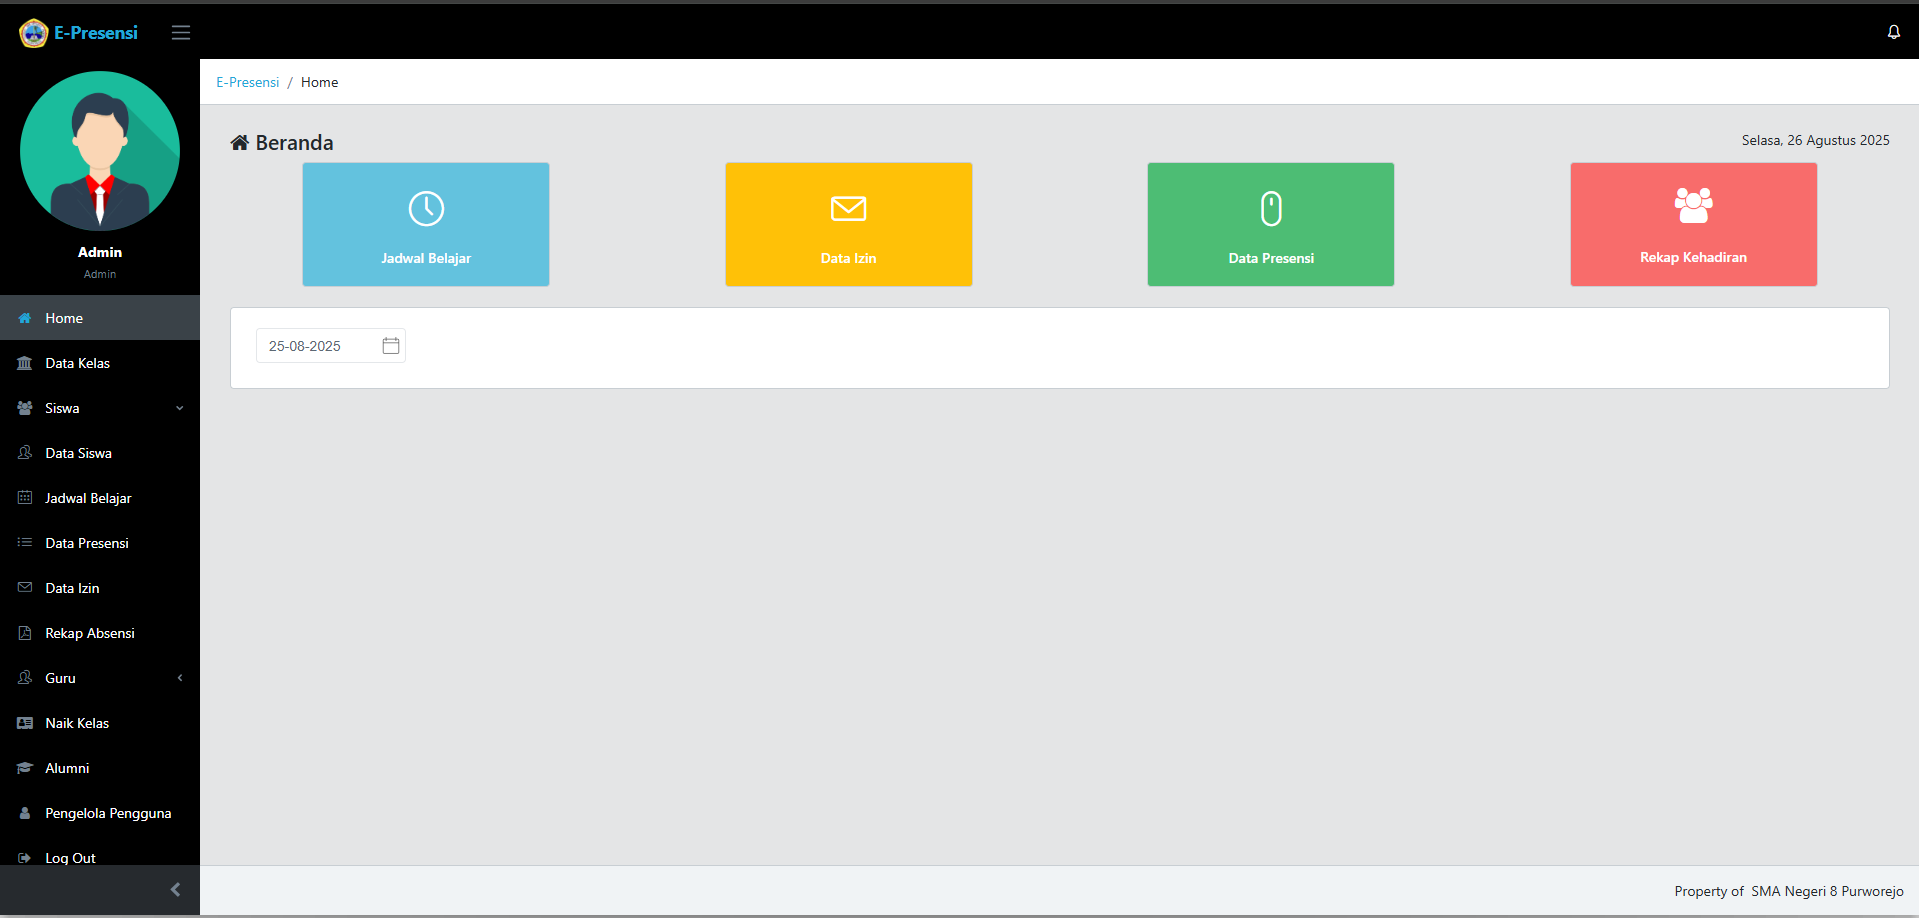 E-Presensi
Admin
Admin
Home
Data Kelas
Siswa
Data Siswa
Jadwal Belajar
Data Presensi
Data Izin
Rekap Absensi
Guru
Naik Kelas
Alumni
Pengelola Pengguna
Log Out
E-Presensi / Home
Beranda
Selasa, 26 Agustus 2025
Jadwal Belajar
Data Izin
Data Presensi
Rekap Kehadiran
25-08-2025
Property of SMA Negeri 8 Purworejo